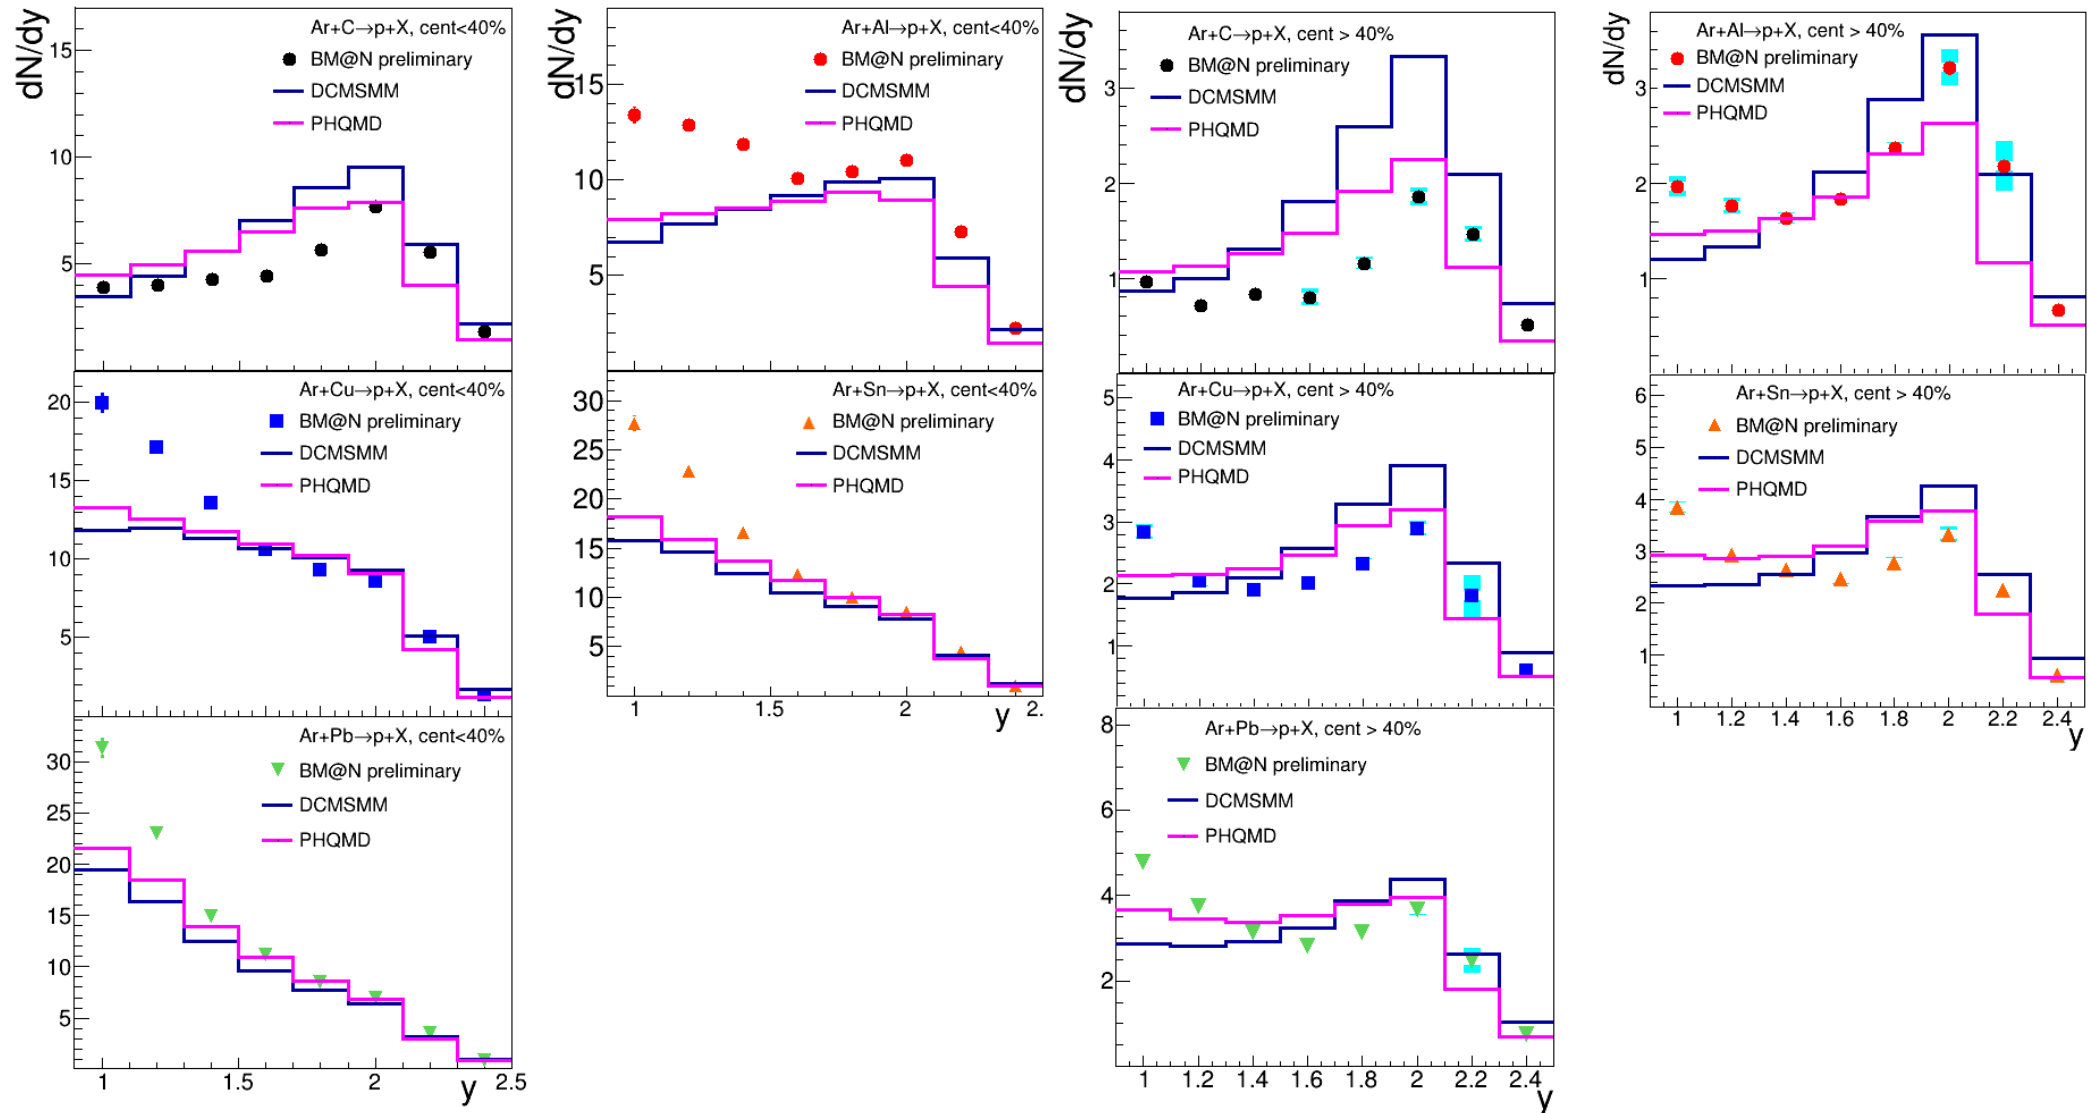 dN/dy
Ar+C→p+X, cent<40%
BM@N preliminary
DCMSMM
PHQMD
15
10
5
dN/dy
Ar+Al→p+X, cent<40%
BM@N preliminary
DCMSMM
PHQMD
15
10
5
dN/dy
Ar+C→p+X, cent > 40%
BM@N preliminary
DCMSMM
PHQMD
3
2
1
dN/dy
Ar+Al→p+X, cent > 40%
BM@N preliminary
DCMSMM
PHQMD
3
2
1
Ar+Cu→p+X, cent<40%
BM@N preliminary
DCMSMM
PHQMD
20
15
10
5
Ar+Sn→p+X, cent<40%
BM@N preliminary
DCMSMM
PHQMD
30
25
20
15
10
5
1 1.5 2 2.
y
Ar+Cu→p+X, cent > 40%
BM@N preliminary
DCMSMM
PHQMD
5
4
3
2
1
Ar+Sn→p+X, cent > 40%
BM@N preliminary
DCMSMM
PHQMD
6
5
4
3
2
1
1 1.2 1.4 1.6 1.8 2 2.2 2.4
y
Ar+Pb→p+X, cent<40%
BM@N preliminary
DCMSMM
PHQMD
30
25
20
15
10
5
1 1.5 2 2.5
y
Ar+Pb→p+X, cent > 40%
BM@N preliminary
DCMSMM
PHQMD
8
6
4
2
1 1.2 1.4 1.6 1.8 2 2.2 2.4
y